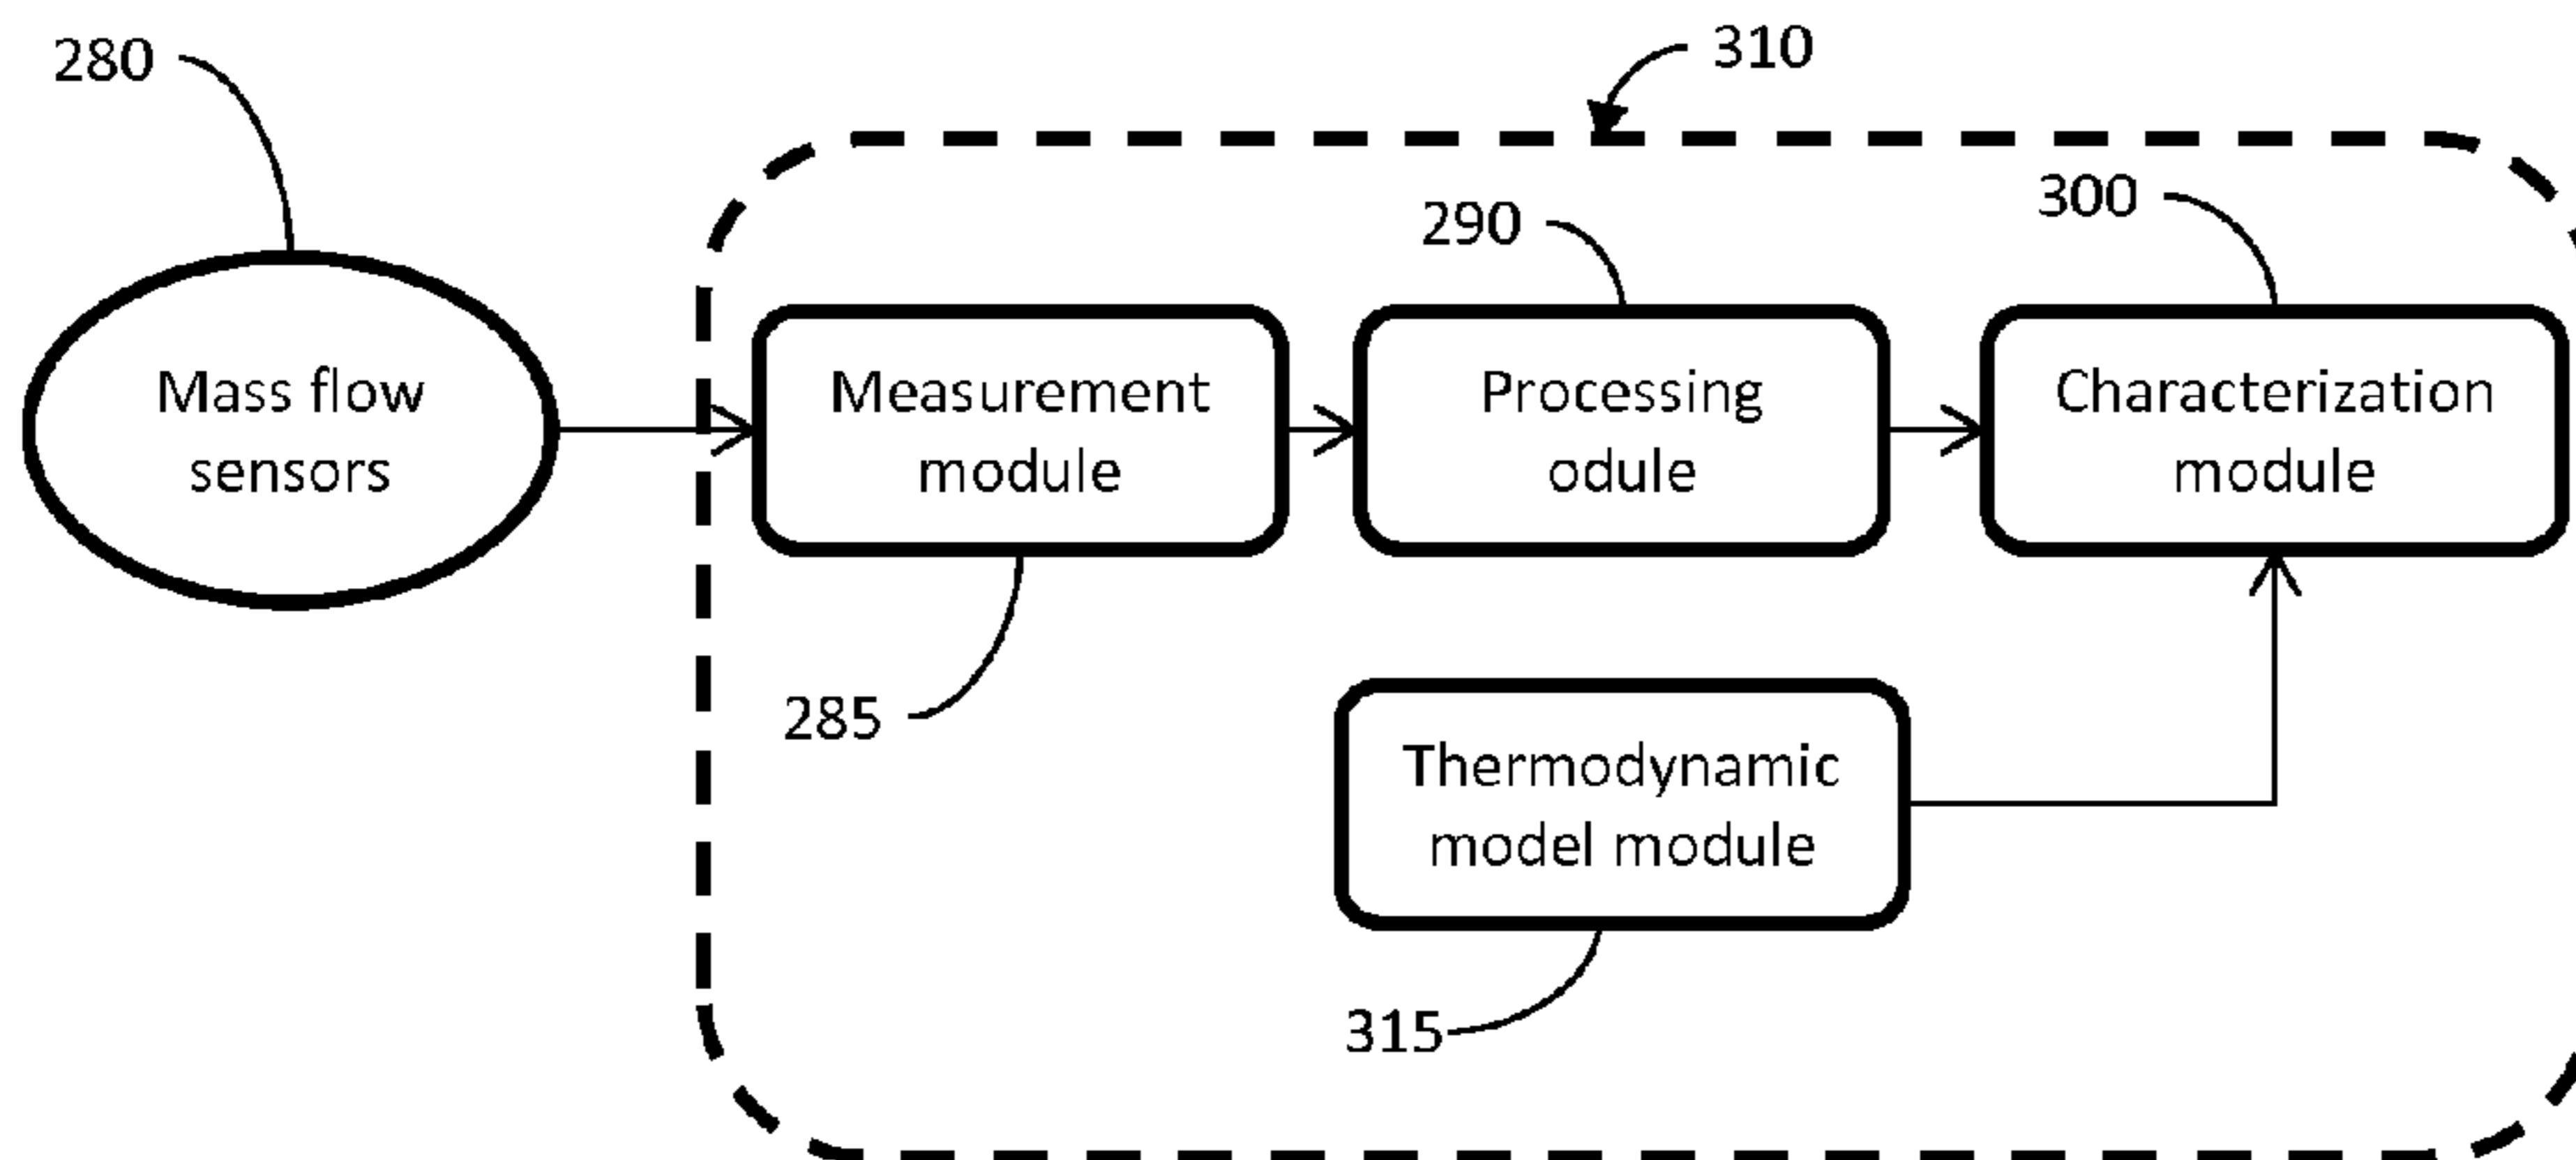 280
310
290
300
Mass flow
sensors
Measurement
module
Processing
odule
Characterization
module
285
Thermodynamic
model module
315